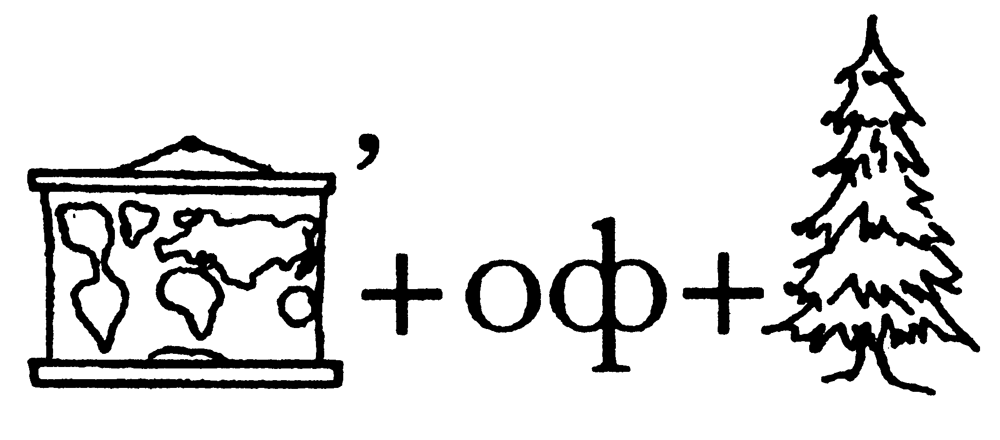 , + оф +